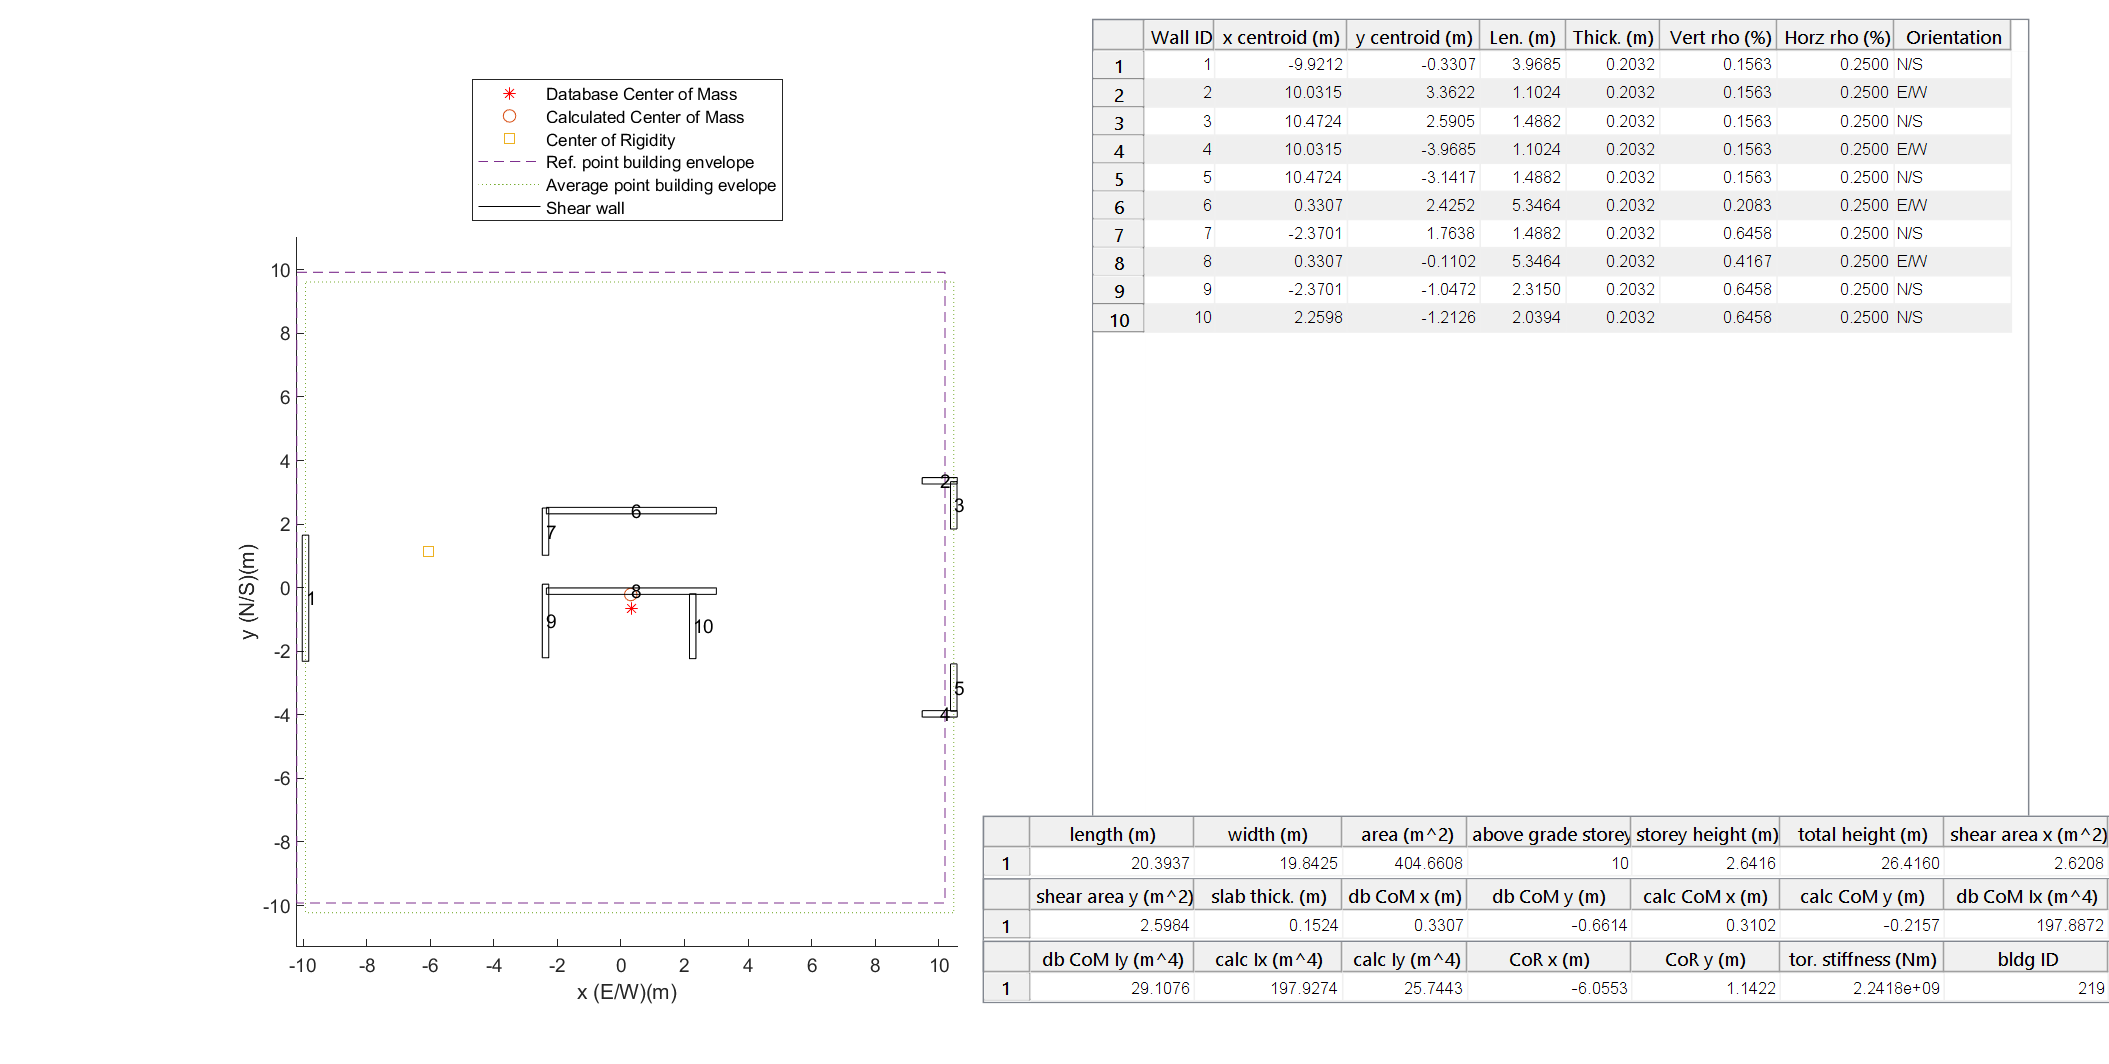 Database Center of Mass
Calculated Center of Mass
Center of Rigidity
Ref. point building envelope
Average point building evelope
Shear wall
10
8
6
4
2
0
-2
-4
-6
-8
-10
y (N/S)(m)
-10 -8 -6 -4 -2 0 2 4 6 8 10
x (E/W)(m)
1
2
3
4
5
6
7
8
9
10
Wall ID x centroid (m) y centroid (m) Len. (m) Thick. (m) Vert rho (%) Horz rho (%) Orientation
1 1 -9.9212 -0.3307 3.9685 0.2032 0.1563 0.2500 N/S
2 2 10.0315 3.3622 1.1024 0.2032 0.1563 0.2500 E/W
3 3 10.4724 2.5905 1.4882 0.2032 0.1563 0.2500 N/S
4 4 10.0315 -3.9685 1.1024 0.2032 0.1563 0.2500 E/W
5 5 10.4724 -3.1417 1.4882 0.2032 0.1563 0.2500 N/S
6 6 0.3307 2.4252 5.3464 0.2032 0.2083 0.2500 E/W
7 7 -2.3701 1.7638 1.4882 0.2032 0.6458 0.2500 N/S
8 8 0.3307 -0.1102 5.3464 0.2032 0.4167 0.2500 E/W
9 9 -2.3701 -1.0472 2.3150 0.2032 0.6458 0.2500 N/S
10 10 2.2598 -1.2126 2.0394 0.2032 0.6458 0.2500 N/S
length (m) width (m) area (m^2) above grade storey storey height (m) total height (m) shear area x (m^2)
1 20.3937 19.8425 404.6608 10 2.6416 26.4160 2.6208
shear area y (m^2) slab thick. (m) db CoM x (m) db CoM y (m) calc CoM x (m) calc CoM y (m) db CoM Ix (m^4)
1 2.5984 0.1524 0.3307 -0.6614 0.3102 -0.2157 197.8872
db CoM Iy (m^4) calc Ix (m^4) calc Iy (m^4) CoR x (m) CoR y (m) tor. stiffness (Nm) bldg ID
1 29.1076 197.9274 25.7443 -6.0553 1.1422 2.2418e+09 219